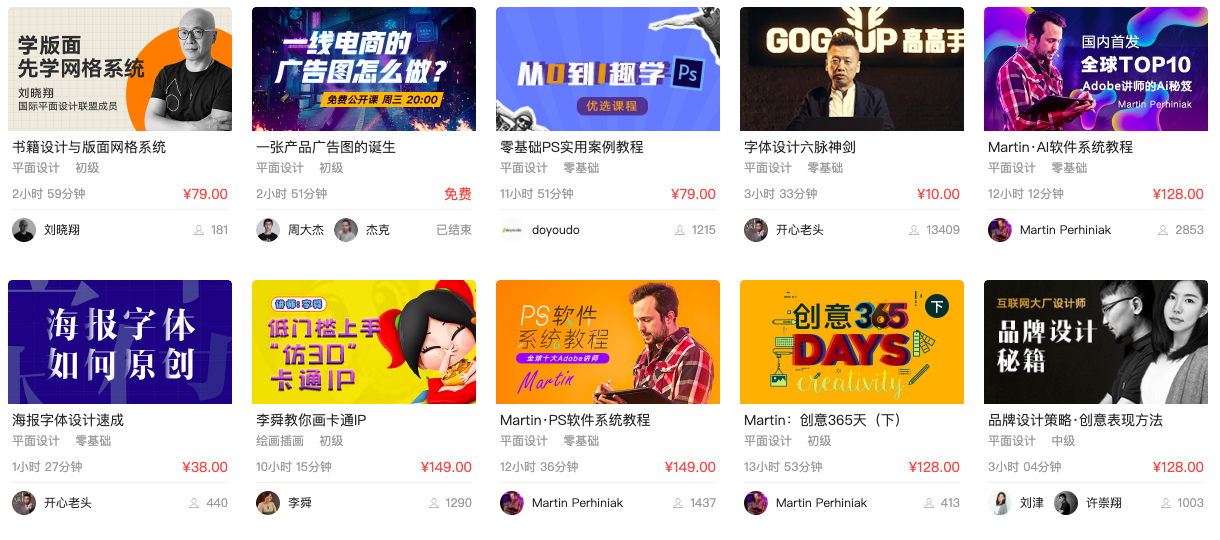 学版面
先学网格系统
刘晓翔
国际平面设计联盟成员
书籍设计与版面网格系统
平面设计 初级
2小时 59分钟 ¥79.00
刘晓翔 181
一线电商的
广告图怎么做?
免费公开课 周三 20:00
一张产品广告图的诞生
平面设计 初级
2小时 51分钟 免费
周大杰 杰克 已结束
从0到1趣学 Ps
优选课程
零基础PS实用案例教程
平面设计 零基础
11小时 51分钟 ¥79.00
doyoudo doyoudo 1215
GOGOUP 高高手
字体设计六脉神剑
平面设计 零基础
3小时 33分钟 ¥10.00
开心老头 13409
国内首发
全球TOP10
Adobe讲师的Ai秘笈
Martin Perhiniak
Martin·AI软件系统教程
平面设计 零基础
12小时 12分钟 ¥128.00
Martin Perhiniak 2853
海报字体
如何原创
海报字体设计速成
平面设计 零基础
1小时 27分钟 ¥38.00
开心老头 440
讲师:李舜
低门槛上手
“仿3D”
卡通IP
李舜教你画卡通IP
绘画插画 初级
10小时 15分钟 ¥149.00
李舜 1290
PS软件
系统教程
全球十大Adobe讲师
Martin
Martin·PS软件系统教程
平面设计 零基础
12小时 36分钟 ¥149.00
Martin Perhiniak 1437
创意365 下
DAYS
creativity
Martin：创意365天（下）
平面设计 初级
13小时 53分钟 ¥128.00
Martin Perhiniak 413
互联网大厂设计师
品牌设计
秘籍
品牌设计策略·创意表现方法
平面设计 中级
3小时 04分钟 ¥128.00
刘津 许崇翔 1003